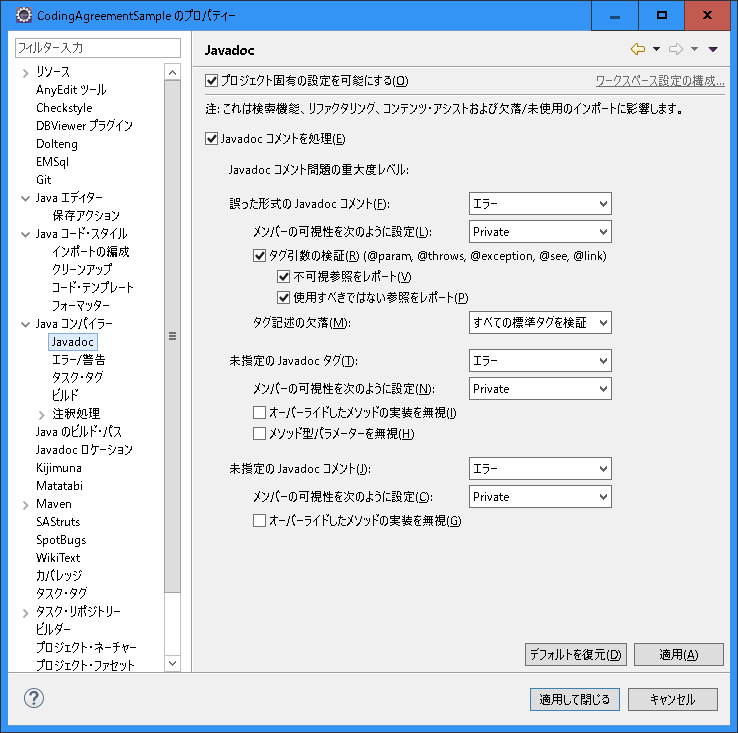 CodingAgreementSample のプロパティー
フィルター入力
リソース
AnyEdit ツール
Checkstyle
DBViewer プラグイン
Dolteng
EMSql
Git
Java エディター
保存アクション
Java コード・スタイル
インポートの編成
クリーンアップ
コード・テンプレート
フォーマッター
Java コンパイラー
Javadoc
エラー/警告
タスク・タグ
ビルド
注釈処理
Java のビルド・パス
Javadoc ロケーション
Kijimuna
Matatabi
Maven
SAStruts
SpotBugs
WikiText
カバレッジ
タスク・タグ
タスク・リポジトリー
ビルダー
プロジェクト・ネーチャー
プロジェクト・ファセット
Javadoc
プロジェクト固有の設定を可能にする(O)
ワークスペース設定の構成...
注: これは検索機能、リファクタリング、コンテンツ・アシストおよび欠落/未使用のインポートに影響します。
Javadoc コメントを処理(E)
Javadoc コメント問題の重大度レベル:
誤った形式の Javadoc コメント(F): エラー
メンバーの可視性を次のように設定(L): Private
タグ引数の検証(R) (@param, @throws, @exception, @see, @link)
不可視参照をレポート(V)
使用すべきではない参照をレポート(P)
タグ記述の欠落(M): すべての標準タグを検証
未指定の Javadoc タグ(T): エラー
メンバーの可視性を次のように設定(N): Private
オーバーライドしたメソッドの実装を無視(I)
メソッド型パラメーターを無視(H)
未指定の Javadoc コメント(J): エラー
メンバーの可視性を次のように設定(C): Private
オーバーライドしたメソッドの実装を無視(G)
デフォルトを復元(D) 適用(A)
適用して閉じる キャンセル